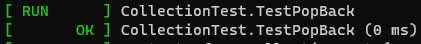 [ RUN      ] CollectionTest.TestPopBack
[       OK ] CollectionTest.TestPopBack (0 ms)